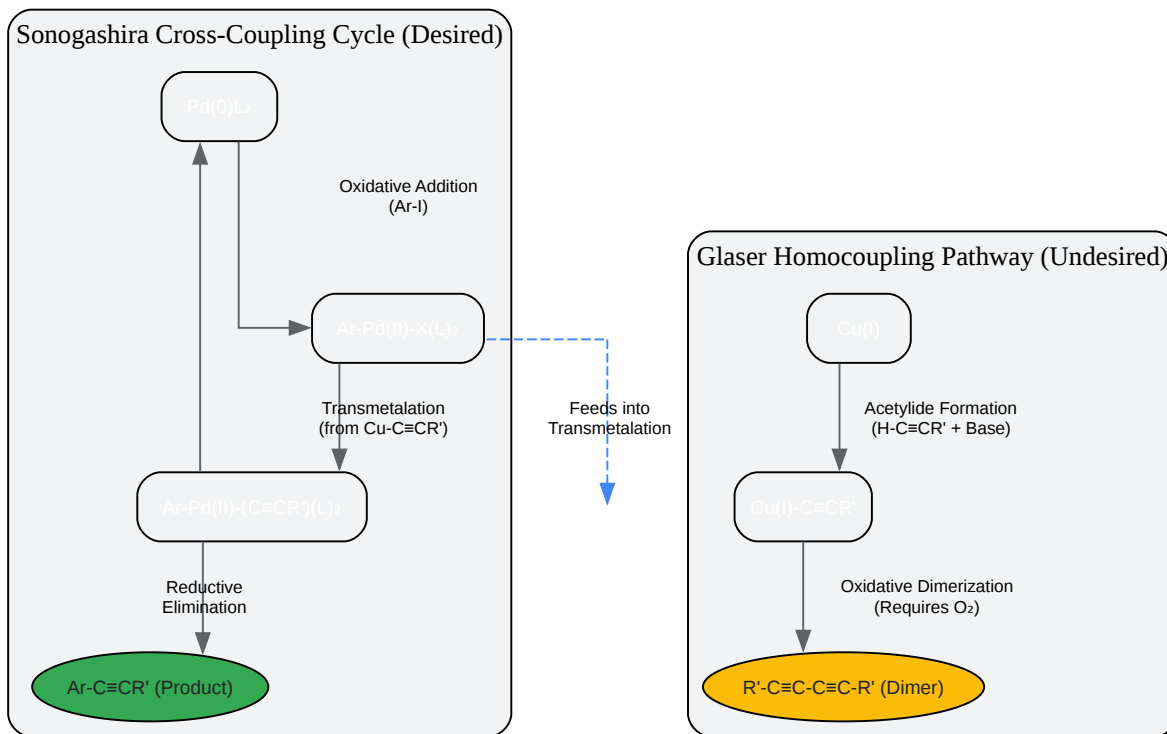 Sonogashira Cross-Coupling Cycle (Desired)
Pd(0)L₂
Oxidative Addition
(Ar-I)
Ar-Pd(II)-X(L)₂
Transmetalation
(from Cu-C≡CR')
Ar-Pd(II)-(C≡CR')(L)₂
Reductive
Elimination
Ar-C≡CR' (Product)
Feeds into
Transmetalation
Glaser Homocoupling Pathway (Undesired)
Cu(I)
Acetylide Formation
(H-C≡CR' + Base)
Cu(I)-C≡CR'
Oxidative Dimerization
(Requires O₂)
R'-C≡C-C≡C-R' (Dimer)